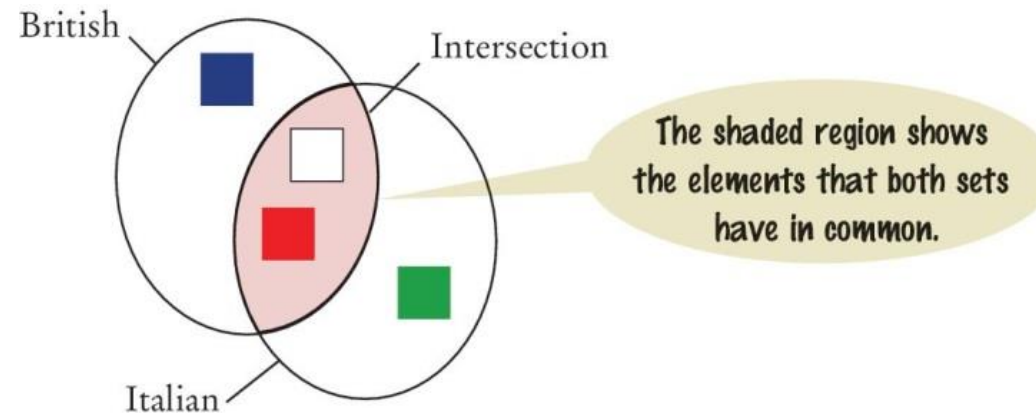 British
Intersection
The shaded region shows
the elements that both sets
have in common.
Italian